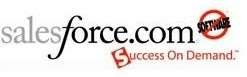 salesforce.com
SOFTWARE
Success On Demand.™